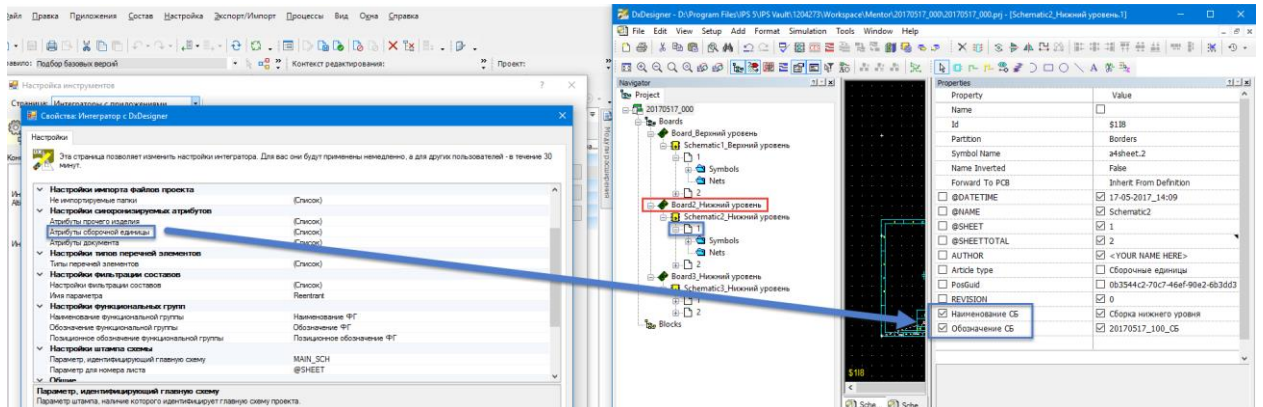 айл Правка Приложения Состав Настройка Экспорт/Импорт Процессы Вид Окна Справка
авило: Подбор базовых версий
Контекст редактирования:
Проект:
Настройка инструментов
Страница: Интеграторы с приложениями
Свойства: Интегратор с DxDesigner
Настройки
Эта страница позволяет изменить настройки интегратора. Для вас они будут применены немедленно, а для других пользователей - в течение 30
минут.
Настройки импорта файлов проекта
Не импортируемые папки (Список)
Настройки синхронизируемых атрибутов
Атрибуты прочего изделия (Список)
Атрибуты сборочной единицы (Список)
Атрибуты документа (Список)
Настройки типов перечней элементов
Типы перечней элементов (Список)
Настройки фильтрации составов
Настройки фильтрации составов (Список)
Имя параметра Reentrant
Настройки функциональных групп
Наименование функциональной группы Наименование ФГ
Обозначение функциональной группы Обозначение ФГ
Позиционное обозначение функциональной группы Позиционное обозначение ФГ
Настройки штампа схемы
Параметр, идентифицирующий главную схему MAIN_SCH
Параметр для номера листа @SHEET
Общие
Параметр, идентифицирующий главную схему
Параметр штампа, наличие которого идентифицирует главную схему проекта.
Модули расширения
DxDesigner - D:\Program Files\IPS 5\IPS Vault\1204273\Workspace\Mentor\20170517_000\20170517_000.prj - [Schematic2_Нижний уровень.1]
File Edit View Setup Add Format Simulation Tools Window Help
Navigator
Project
20170517_000
Boards
Board_Верхний уровень
Schematic1_Верхний уровень
1
Symbols
Nets
2
Board2_Нижний уровень
Schematic2_Нижний уровень
1
Symbols
Nets
2
Board3_Нижний уровень
Schematic3_Нижний уровень
1
2
Blocks
$1I8
Sche Sche
Properties
Property Value
Name
Id $1I8
Partition Borders
Symbol Name a4sheet.2
Name Inverted False
Forward To PCB Inherit From Definition
@DATETIME 17-05-2017_14:09
@NAME Schematic2
@SHEET 1
@SHEETTOTAL 2
AUTHOR <YOUR NAME HERE>
Article type Сборочные единицы
PosGuid 0b3544c2-70c7-46ef-90e2-6b3dd3
REVISION 0
Наименование СБ Сборка нижнего уровня
Обозначение СБ 20170517_100_СБ